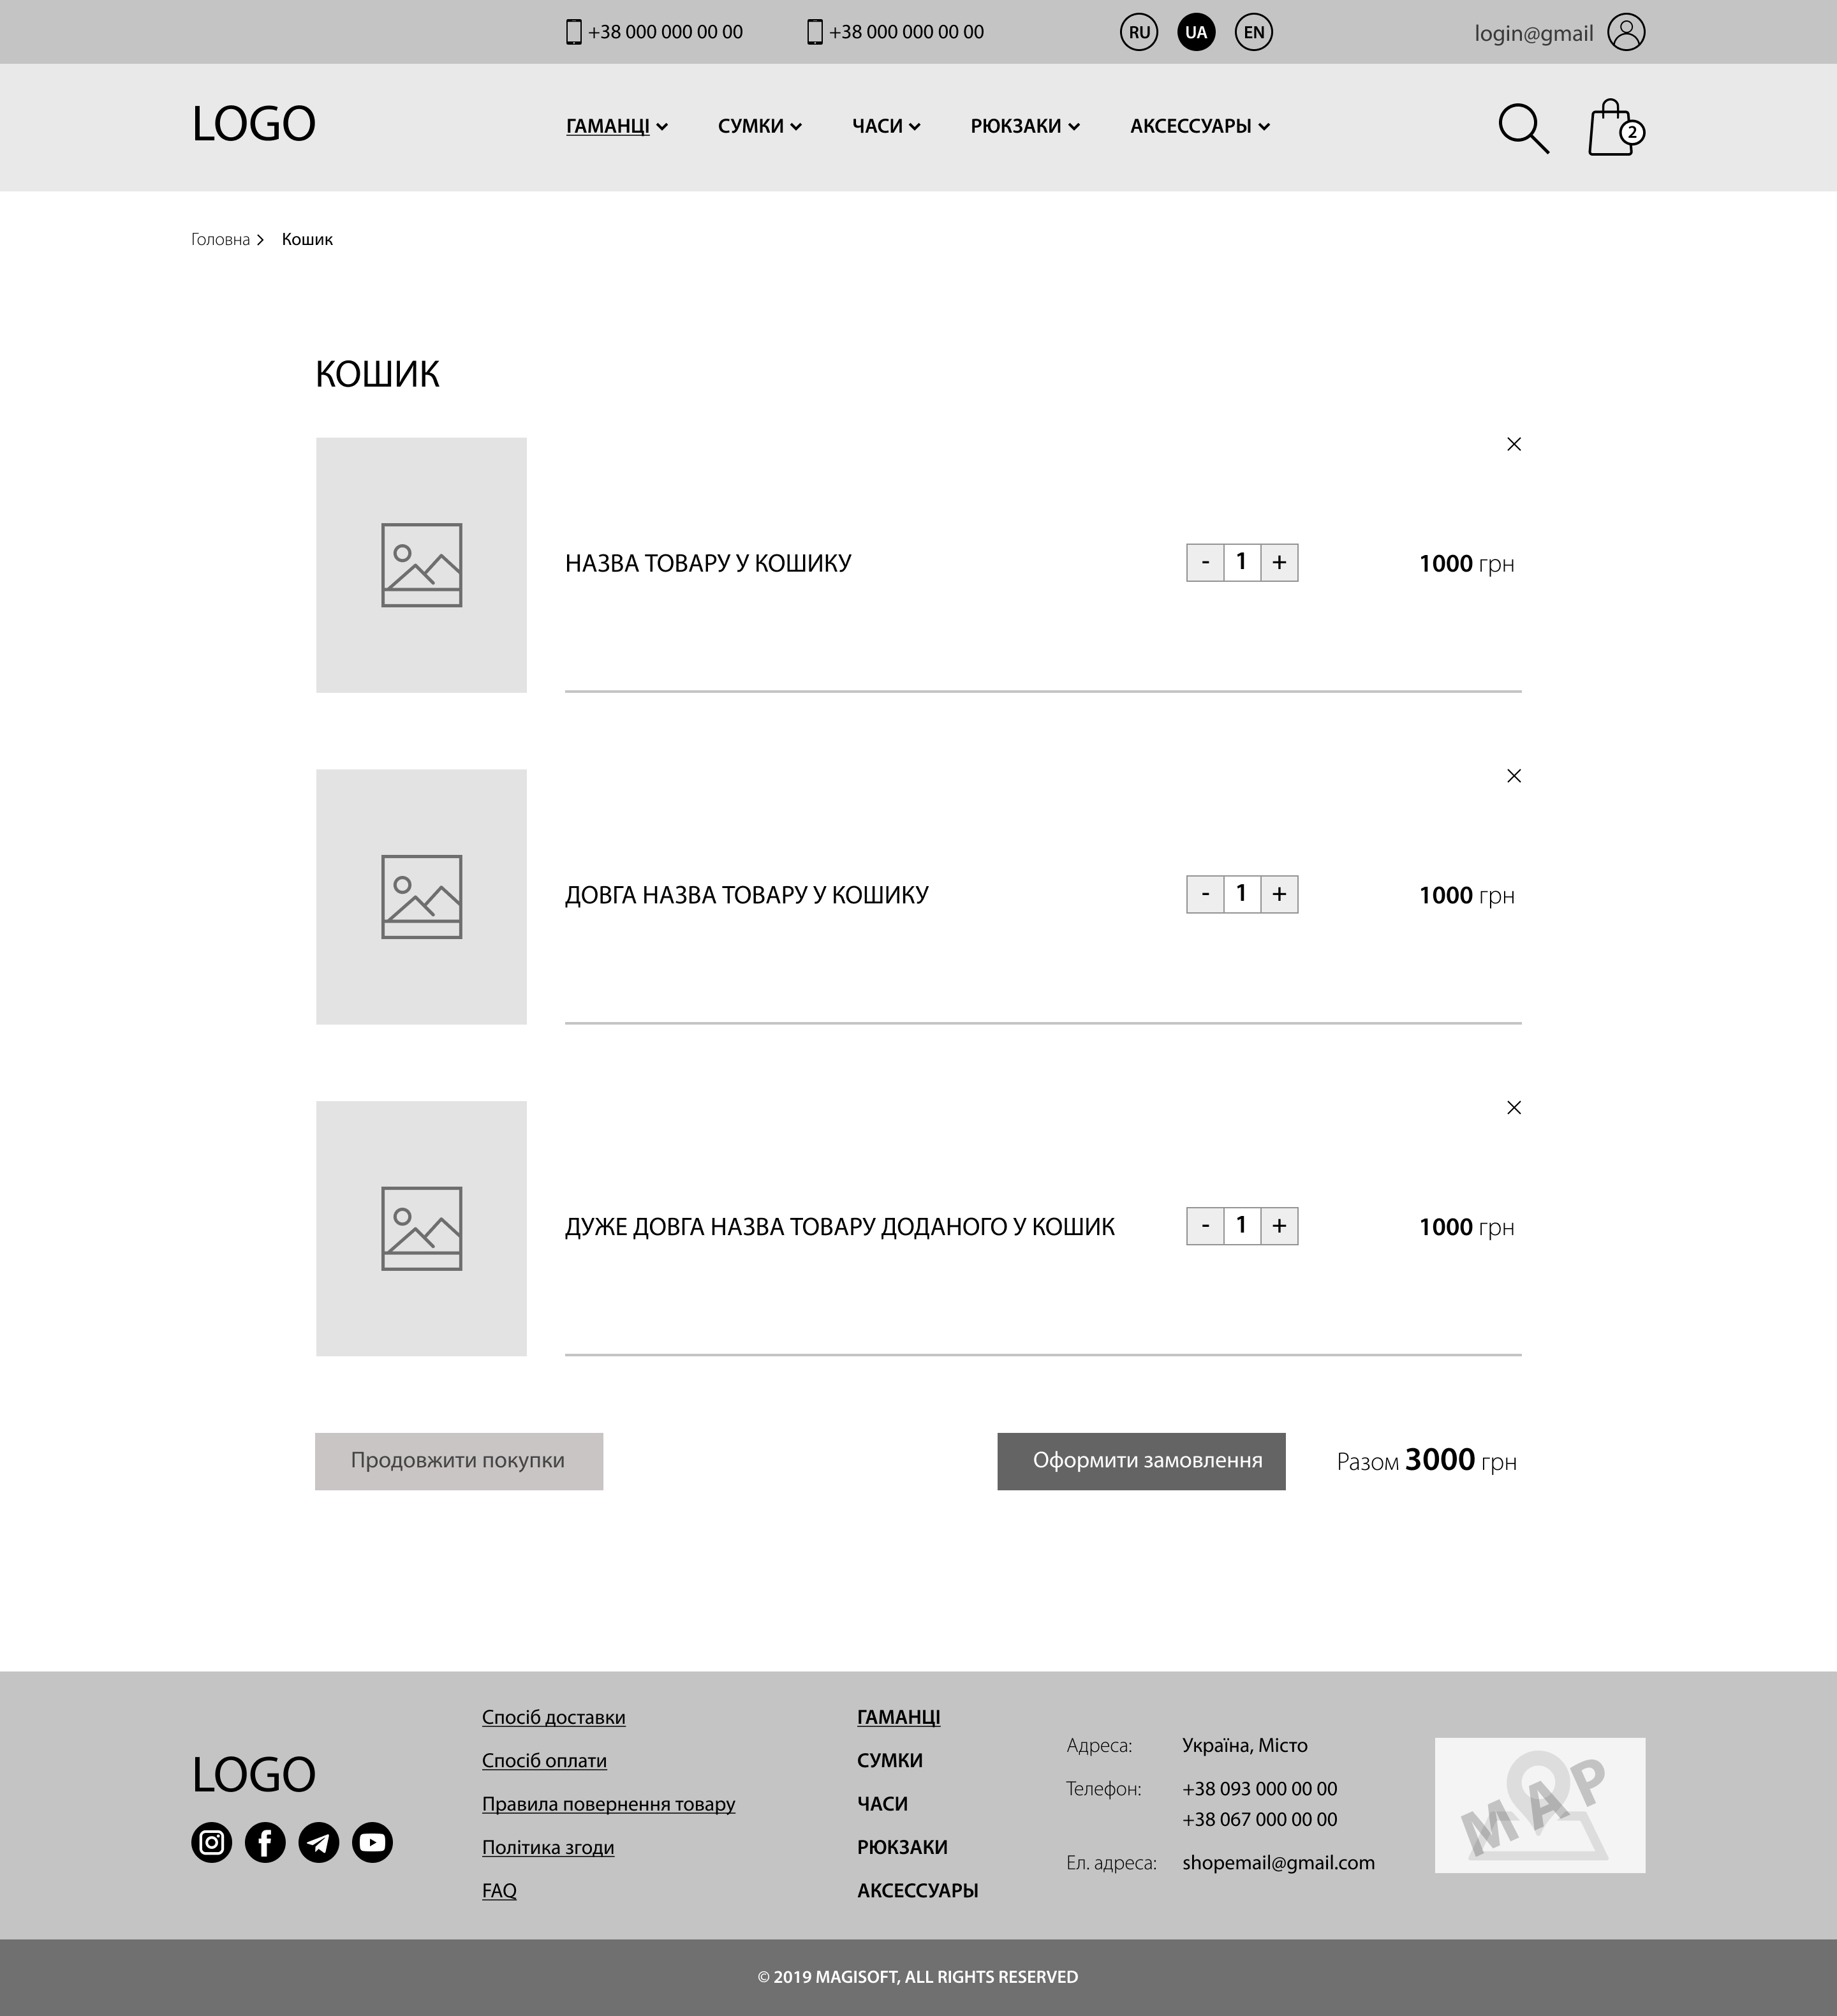 +38 000 000 00 00
+38 000 000 00 00
RU
UA
EN
login@gmail
LOGO
ГАМАНЦІ
СУМКИ
ЧАСИ
РЮКЗАКИ
АКСЕССУАРЫ
2
Головна
Кошик
КОШИК
НАЗВА ТОВАРУ У КОШИКУ
- 1 +
1000 грн
ДОВГА НАЗВА ТОВАРУ У КОШИКУ
- 1 +
1000 грн
ДУЖЕ ДОВГА НАЗВА ТОВАРУ ДОДАНОГО У КОШИК
- 1 +
1000 грн
Продовжити покупки
Оформити замовлення
Разом 3000 грн
LOGO
Спосіб доставки
Спосіб оплати
Правила повернення товару
Політика згоди
FAQ
ГАМАНЦІ
СУМКИ
ЧАСИ
РЮКЗАКИ
АКСЕССУАРЫ
Адреса: Україна, Місто
Телефон: +38 093 000 00 00
+38 067 000 00 00
Ел. адреса: shopemail@gmail.com
MAP
© 2019 MAGISOFT, ALL RIGHTS RESERVED